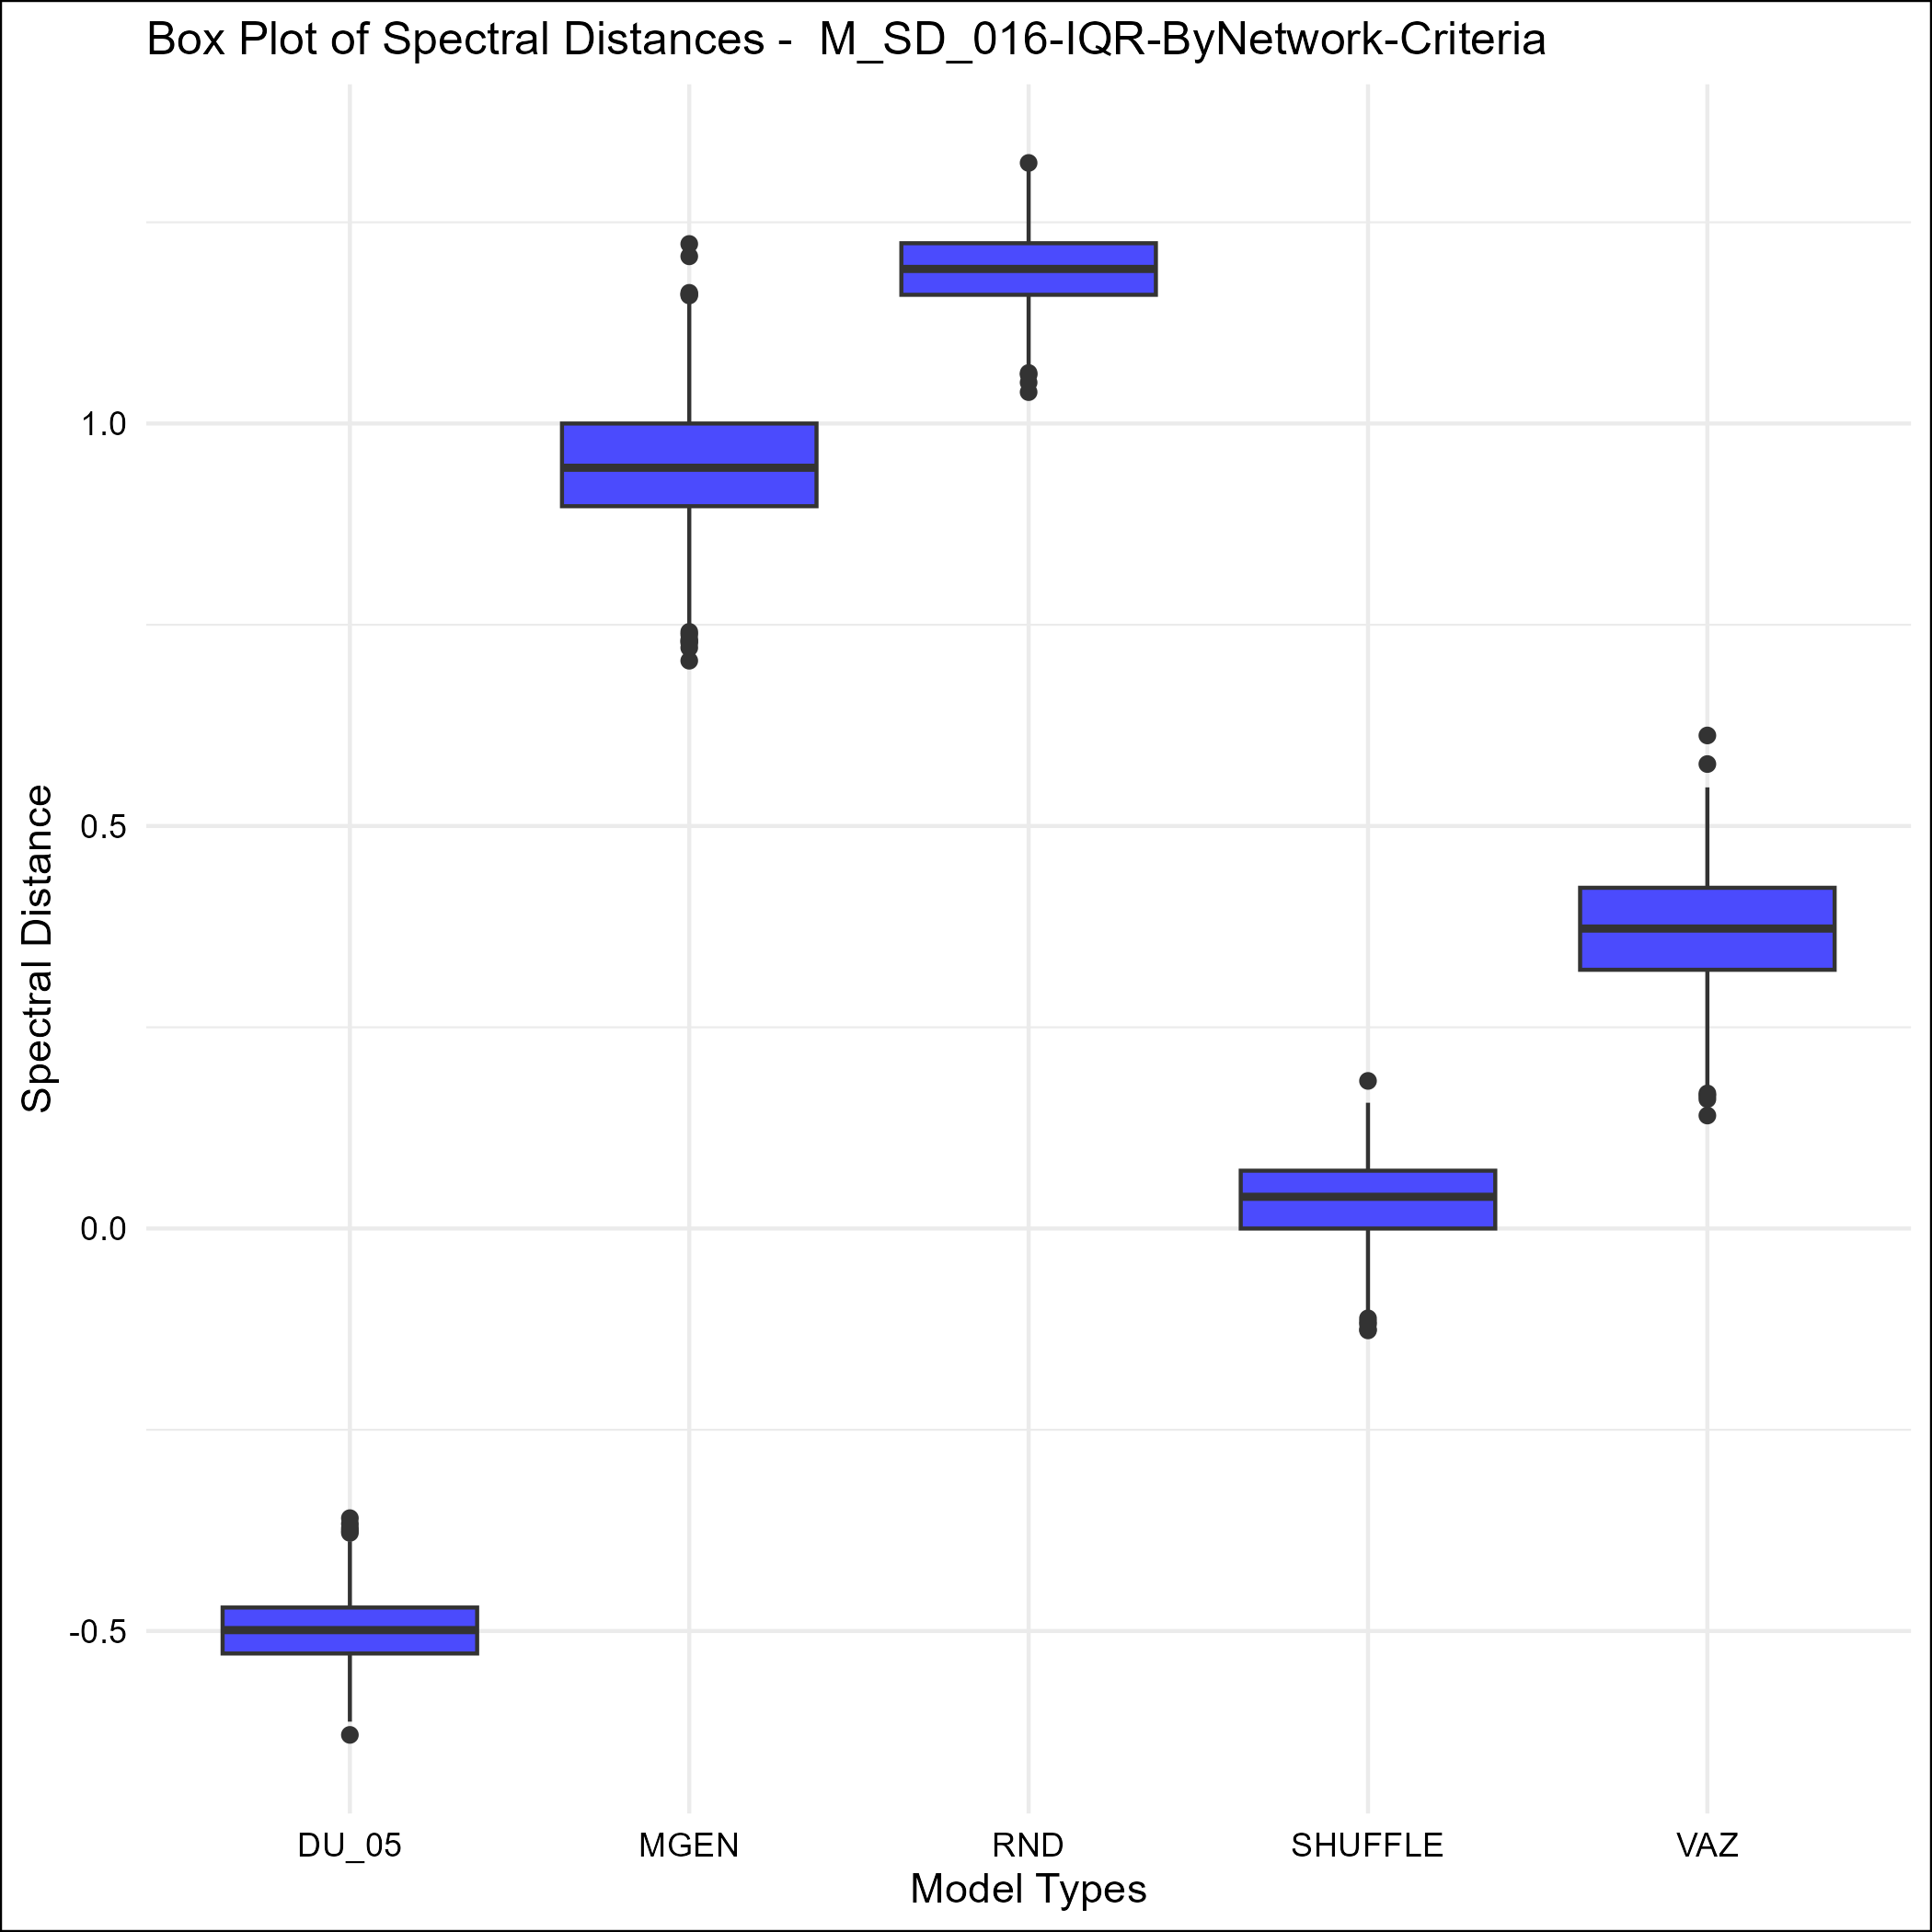 Box Plot of Spectral Distances -  M_SD_016-IQR-ByNetwork-Criteria
Spectral Distance
1.0
0.5
0.0
-0.5
DU_05 MGEN RND SHUFFLE VAZ
Model Types